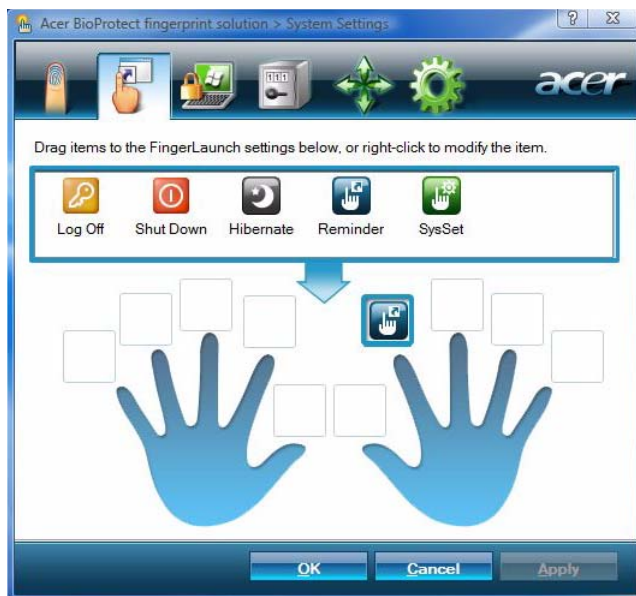 Acer BioProtect fingerprint solution > System Settings
?
111
acer
Drag items to the FingerLaunch settings below, or right-click to modify the item.
Log Off Shut Down Hibernate Reminder SysSet
OK Cancel Apply